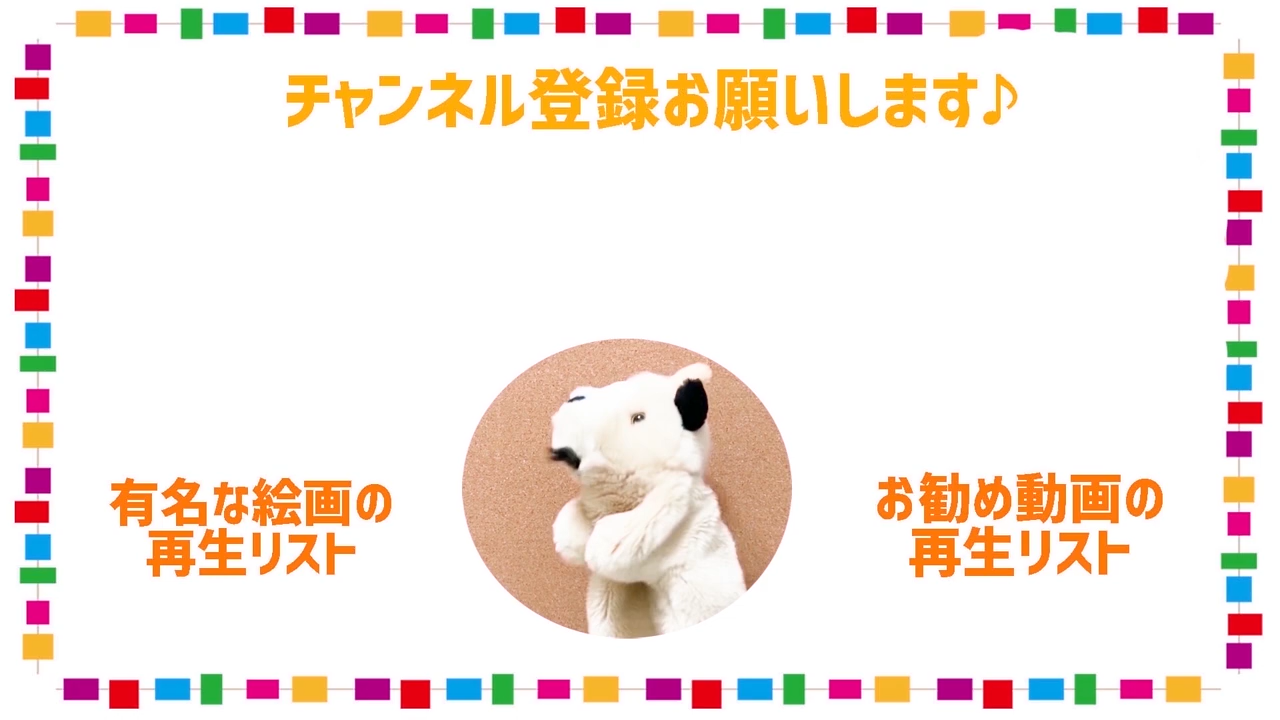 チャンネル登録お願いします♪
有名な絵画の
再生リスト
お勧め動画の
再生リスト